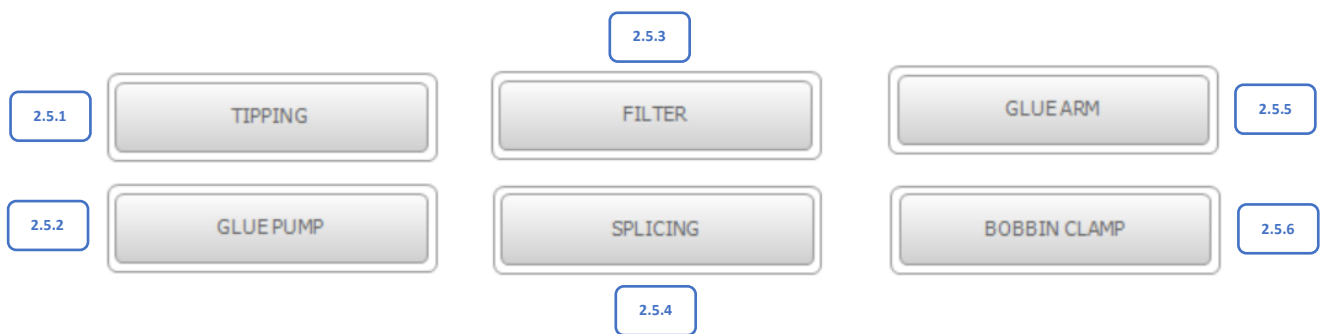 2.5.3
2.5.1
TIPPING
FILTER
GLUE ARM
2.5.5
2.5.2
GLUE PUMP
SPLICING
BOBBIN CLAMP
2.5.6
2.5.4